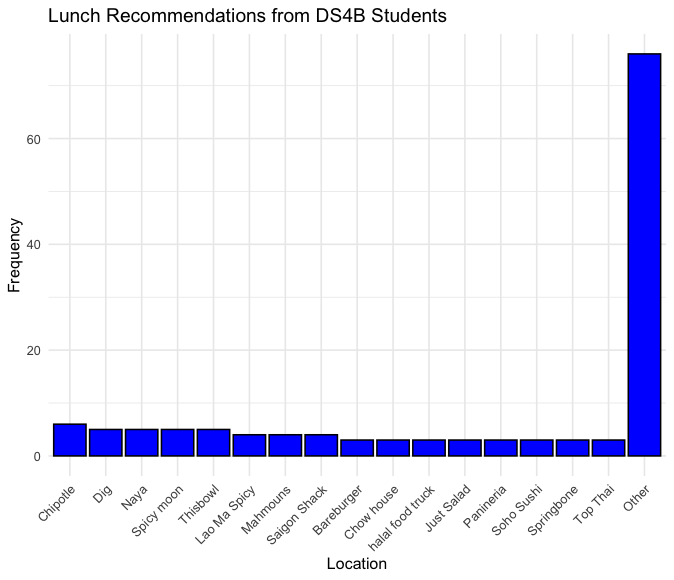 Lunch Recommendations from DS4B Students
Frequency
60
40
20
0
Chipotle
Dig
Naya
Spicy moon
Thisbowl
Lao Ma Spicy
Mahmouns
Saigon Shack
Bareburger
Chow house
halal food truck
Just Salad
Panineria
Soho Sushi
Springbone
Top Thai
Other
Location